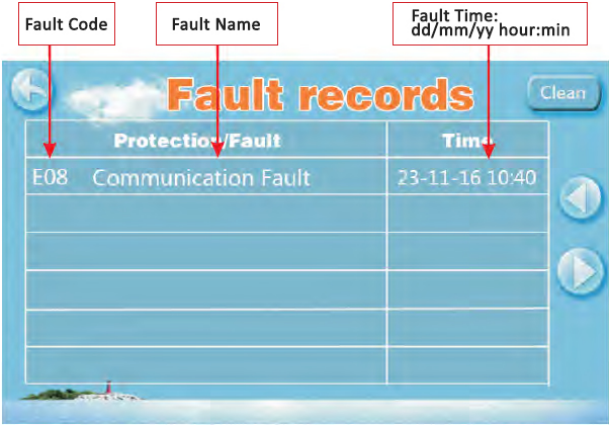 Fault Code
Fault Name
Fault Time:
dd/mm/yy hour:min
Fault records
Clean
Protection/Fault
Time
E08 Communication Fault 23-11-16 10:40